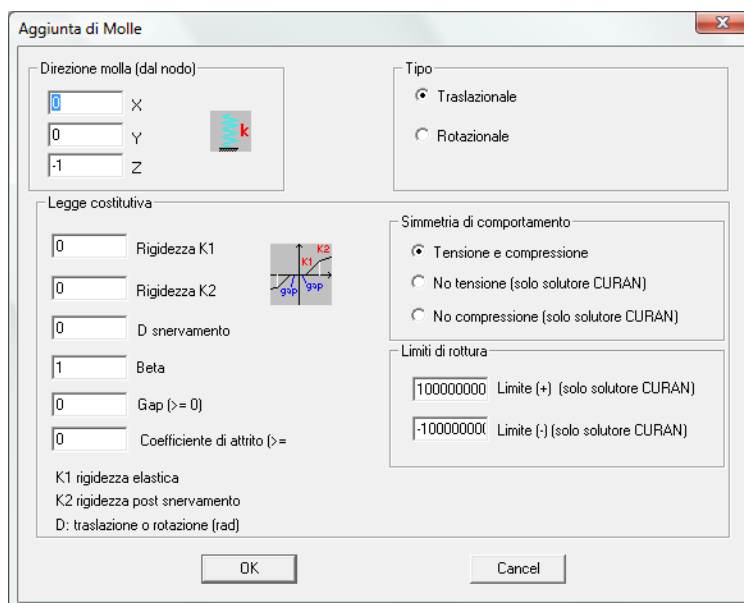 Aggiunta di Molle
Direzione molla (dal nodo)
0 X
0 Y
-1 Z
k
Tipo
Traslazionale
Rotazionale
Legge costitutiva
0 Rigidezza K1
0 Rigidezza K2
0 D snervamento
1 Beta
0 Gap (>= 0)
0 Coefficiente di attrito (>=
K1 K2
gap gap
K1 rigidezza elastica
K2 rigidezza post snervamento
D: traslazione o rotazione (rad)
Simmetria di comportamento
Tensione e compressione
No tensione (solo solutore CURAN)
No compressione (solo solutore CURAN)
Limiti di rottura
100000000 Limite (+) (solo solutore CURAN)
-10000000( Limite (-) (solo solutore CURAN)
OK
Cancel